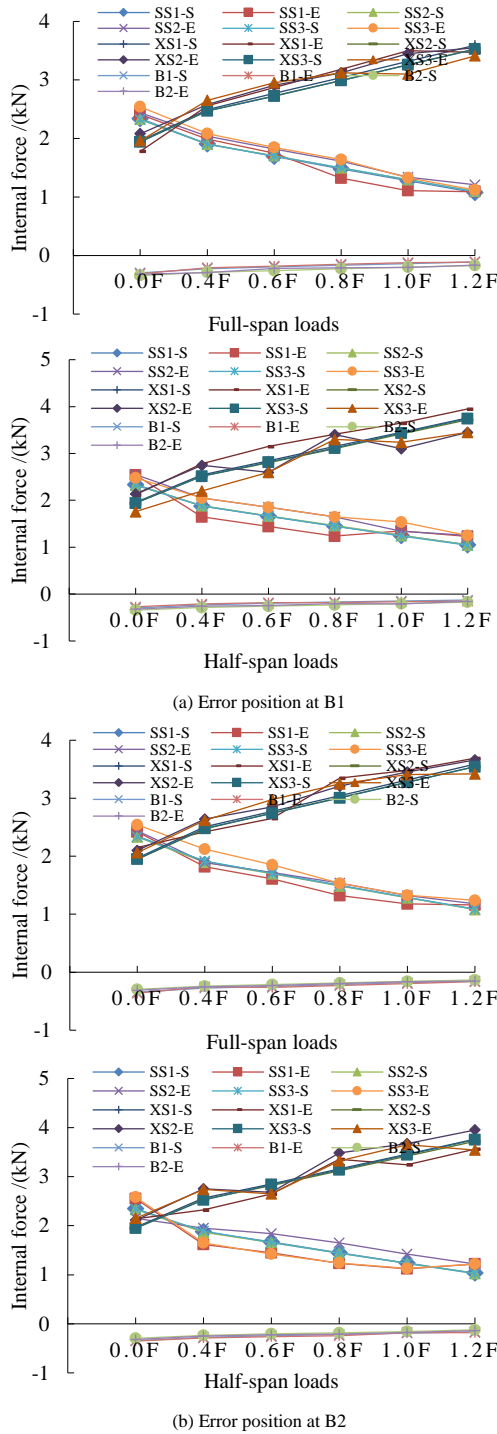 4
SS1-S SS1-E SS2-S
SS2-E SS3-S SS3-E
XS1-S XS1-E XS2-S
XS2-E XS3-S XS3-E
B1-S B1-E B2-S
B2-E
3
2
1
0
-1
Internal force /(kN)
0.0F 0.4F 0.6F 0.8F 1.0F 1.2F
Full-span loads
5
SS1-S SS1-E SS2-S
SS2-E SS3-S SS3-E
XS1-S XS1-E XS2-S
XS2-E XS3-S XS3-E
B1-S B1-E B2-S
B2-E
4
3
2
1
0
-1
Internal force /(kN)
0.0F 0.4F 0.6F 0.8F 1.0F 1.2F
Half-span loads
(a) Error position at B1
4
SS1-S SS1-E SS2-S
SS2-E SS3-S SS3-E
XS1-S XS1-E XS2-S
XS2-E XS3-S XS3-E
B1-S B1-E B2-S
B2-E
3
2
1
0
-1
Internal force /(kN)
0.0F 0.4F 0.6F 0.8F 1.0F 1.2F
Full-span loads
5
SS1-S SS1-E SS2-S
SS2-E SS3-S SS3-E
XS1-S XS1-E XS2-S
XS2-E XS3-S XS3-E
B1-S B1-E B2-S
B2-E
4
3
2
1
0
-1
Internal force /(kN)
0.0F 0.4F 0.6F 0.8F 1.0F 1.2F
Half-span loads
(b) Error position at B2